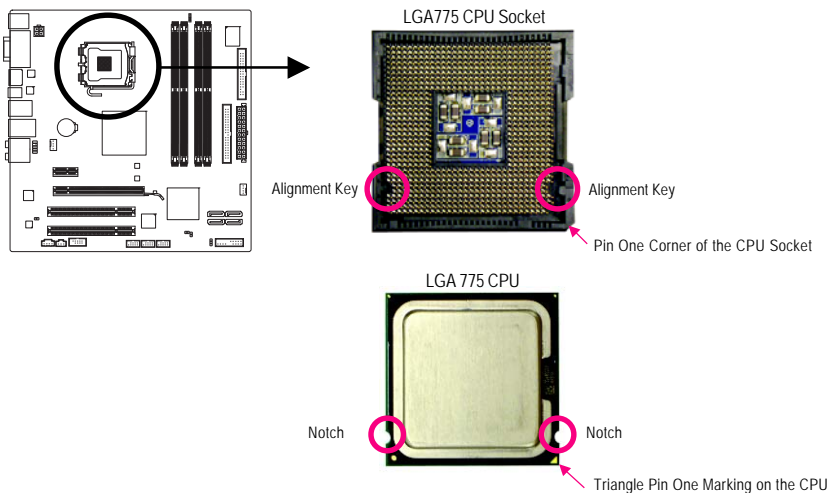 LGA775 CPU Socket
Alignment Key
Alignment Key
Pin One Corner of the CPU Socket
LGA 775 CPU
Notch
Notch
Triangle Pin One Marking on the CPU